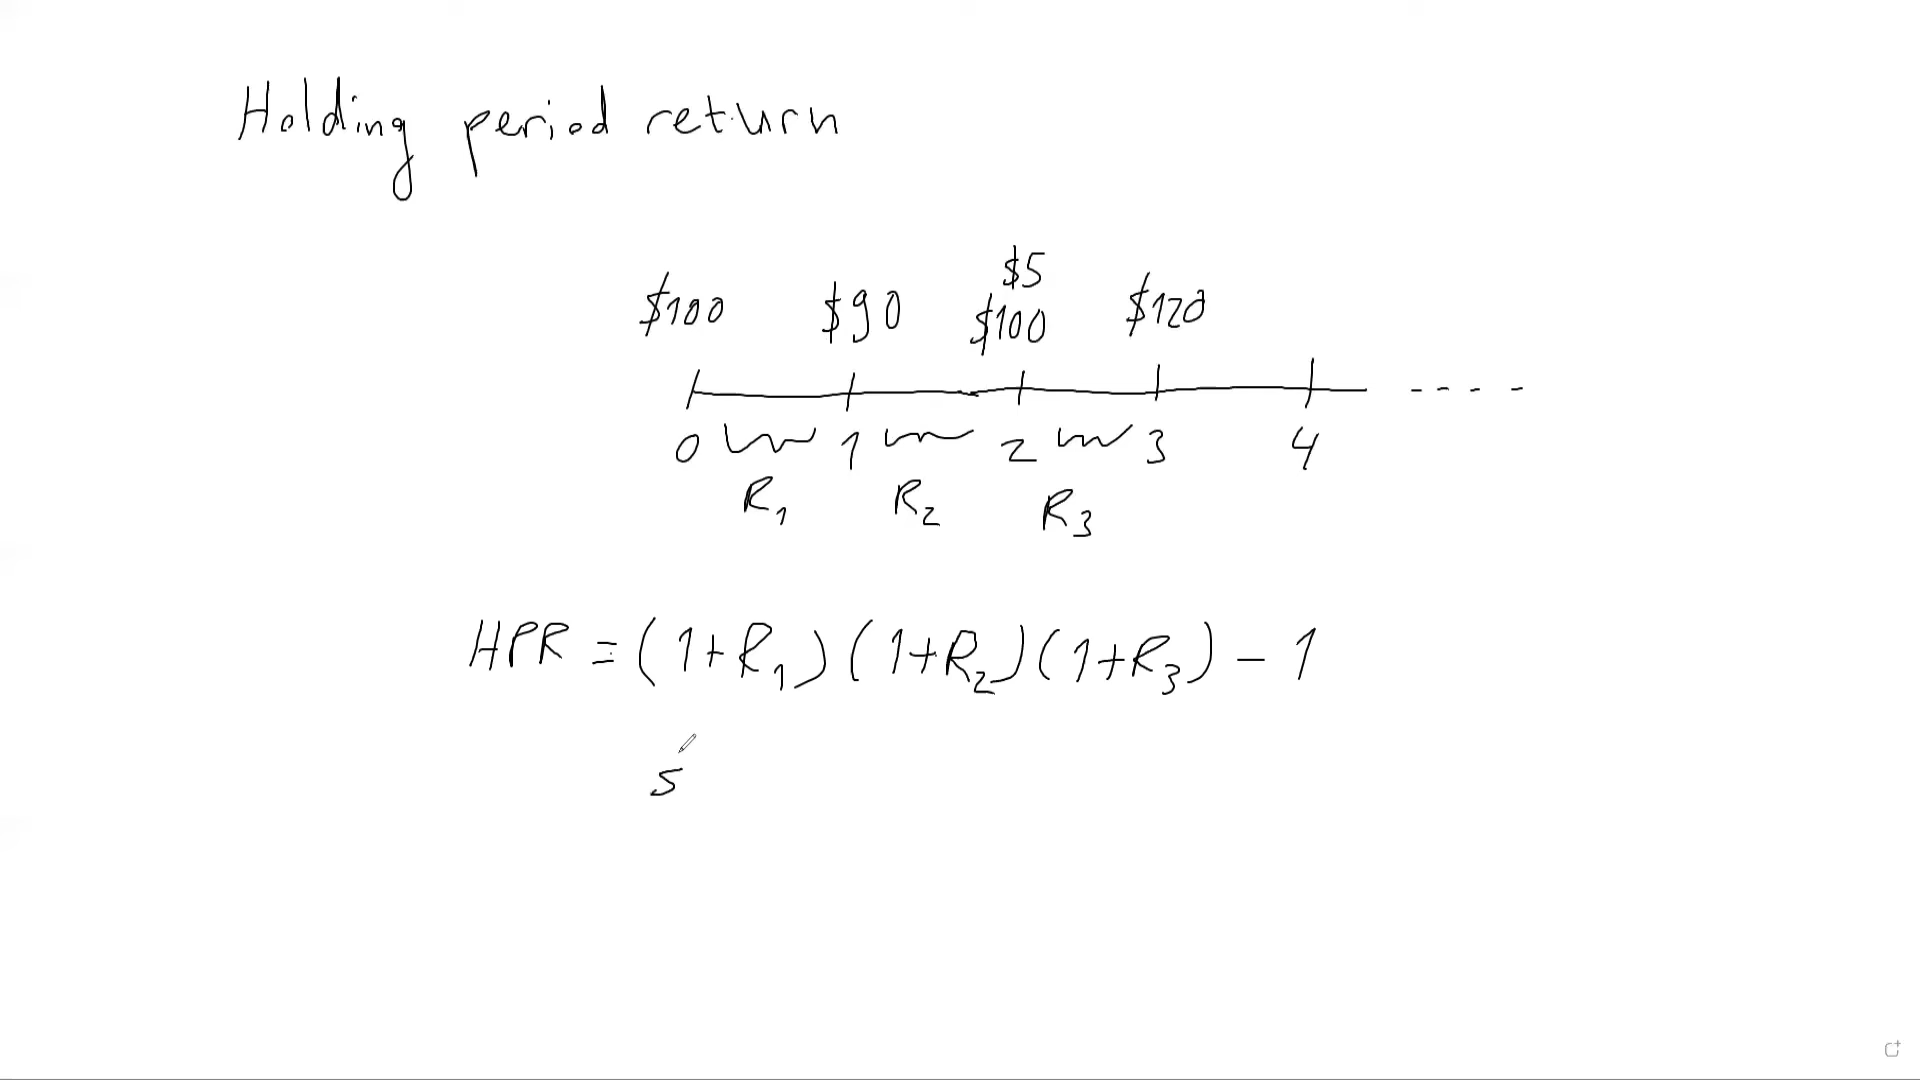 Holding period return
$5
$100 $90 $100 $120
0 1 2 3 4
R₁ R₂ R₃
HPR = (1+R₁)(1+R₂)(1+R₃) - 1
5